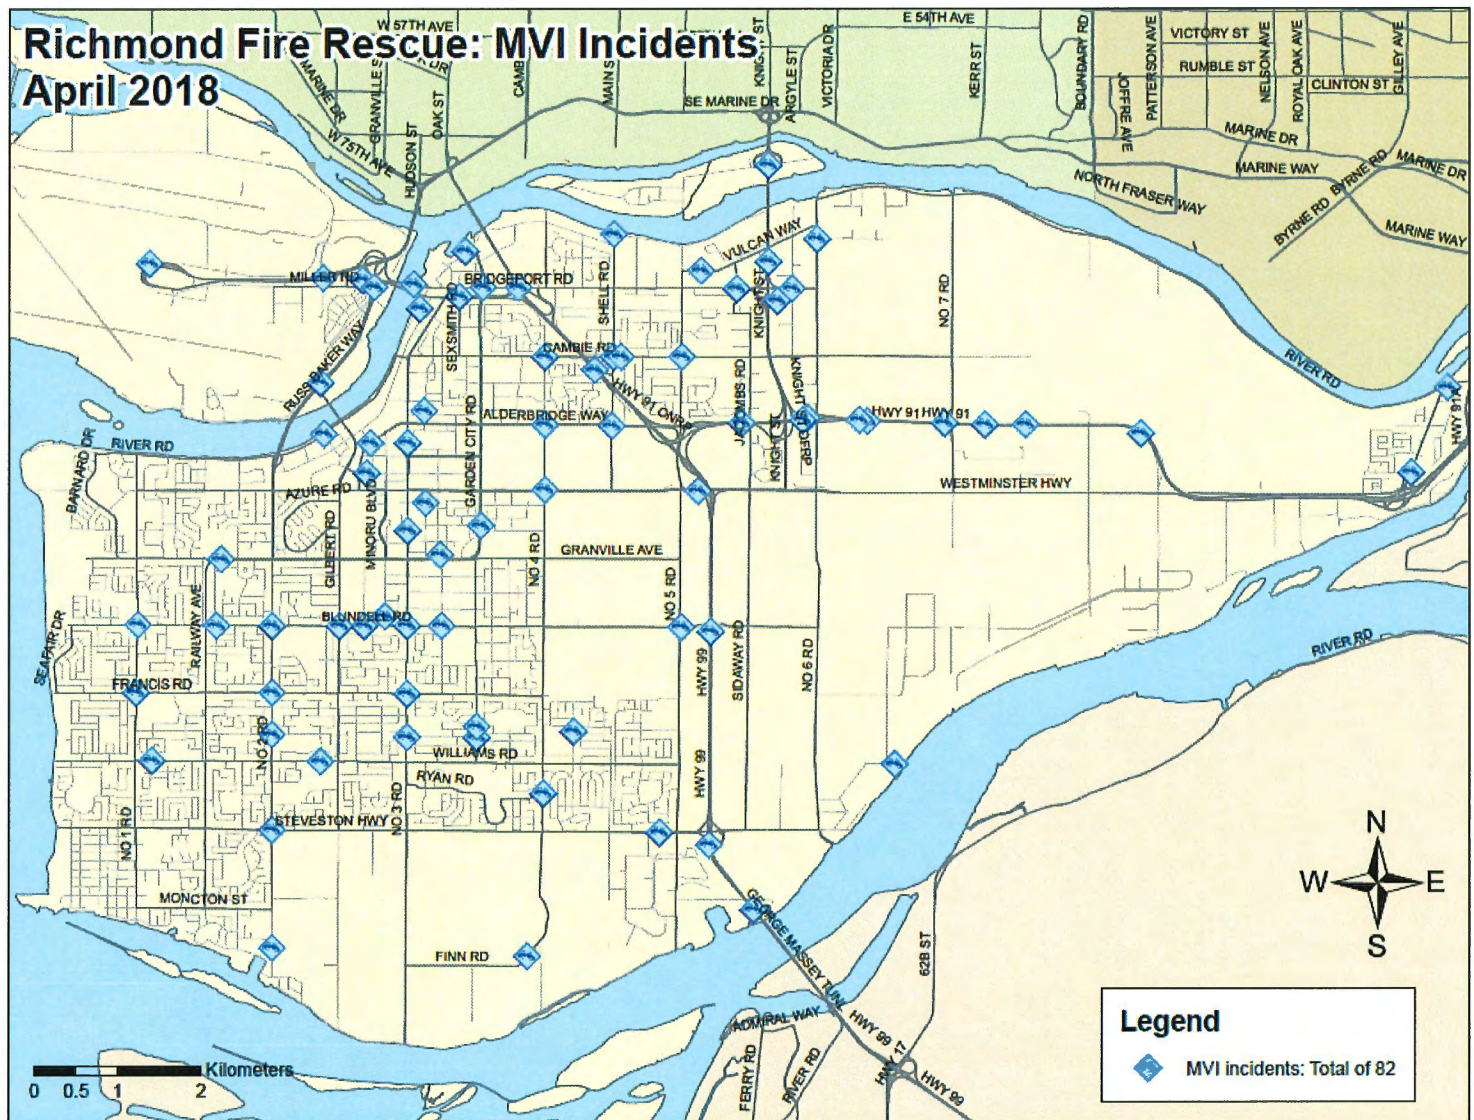 Richmond Fire Rescue: MVI Incidents
April 2018
W 57TH AVE
E 54TH AVE
MARINE DR
GRANVILLE S
DR
OAK ST
CAMB
MAIN S
KNIGHT ST
ARGYLE ST
VICTORIA DR
KERR ST
BOUNDARY RD
JOFFRE AVE
PATTERSON AVE
VICTORY ST
RUMBLE ST
NELSON AVE
ROYAL OAK AVE
CLINTON ST
GILLEY AVE
SE MARINE DR
W 75TH AVE
HUDSON ST
MARINE DR
MARINE WAY
BYRNE RD
MARINE DR
NORTH FRASER WAY
BYRNE RD
MARINE WAY
VULCAN WAY
MILLER RD
BRIDGEPORT RD
SHELL RD
KNIGHT ST
NO 7 RD
SEXSMITH RD
RUSS BAKER WAY
CAMBIE RD
RIVER RD
JACOMBS RD
HWY 91 ONRP
ALDERBRIDGE WAY
KNIGHT ST OFRP
KNIGHT ST
HWY 91
HWY 91
HWY 91A
GARDEN CITY RD
RIVER RD
BARNARD DR
AZURE RD
MINORU BLVD
GILBERT RD
WESTMINSTER HWY
NO 4 RD
GRANVILLE AVE
NO 5 RD
RAILWAY AVE
BLUNDELL RD
SEAFAIR DR
HWY 99
SIDAWAY RD
NO 6 RD
RIVER RD
FRANCIS RD
NO 2 RD
WILLIAMS RD
RYAN RD
HWY 99
NO 1 RD
NO 3 RD
STEVESTON HWY
MONCTON ST
FINN RD
GEORGE MASSEY TUNL
62B ST
ADMIRAL WAY
HWY 99
FERRY RD
RIVER RD
HWY 17
HWY 99
N
W
E
S
Legend
MVI incidents: Total of 82
Kilometers
0 0.5 1 2